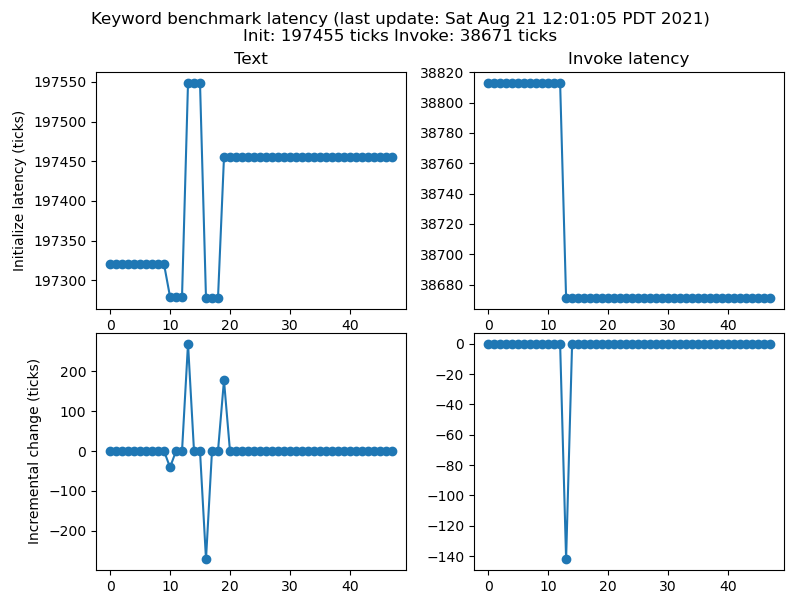 Keyword benchmark latency (last update: Sat Aug 21 12:01:05 PDT 2021)
Init: 197455 ticks Invoke: 38671 ticks
Text
Initialize latency (ticks)
197550
197500
197450
197400
197350
197300
0 10 20 30 40
Invoke latency
38820
38800
38780
38760
38740
38720
38700
38680
0 10 20 30 40
Incremental change (ticks)
200
100
0
−100
−200
0 10 20 30 40
0
−20
−40
−60
−80
−100
−120
−140
0 10 20 30 40